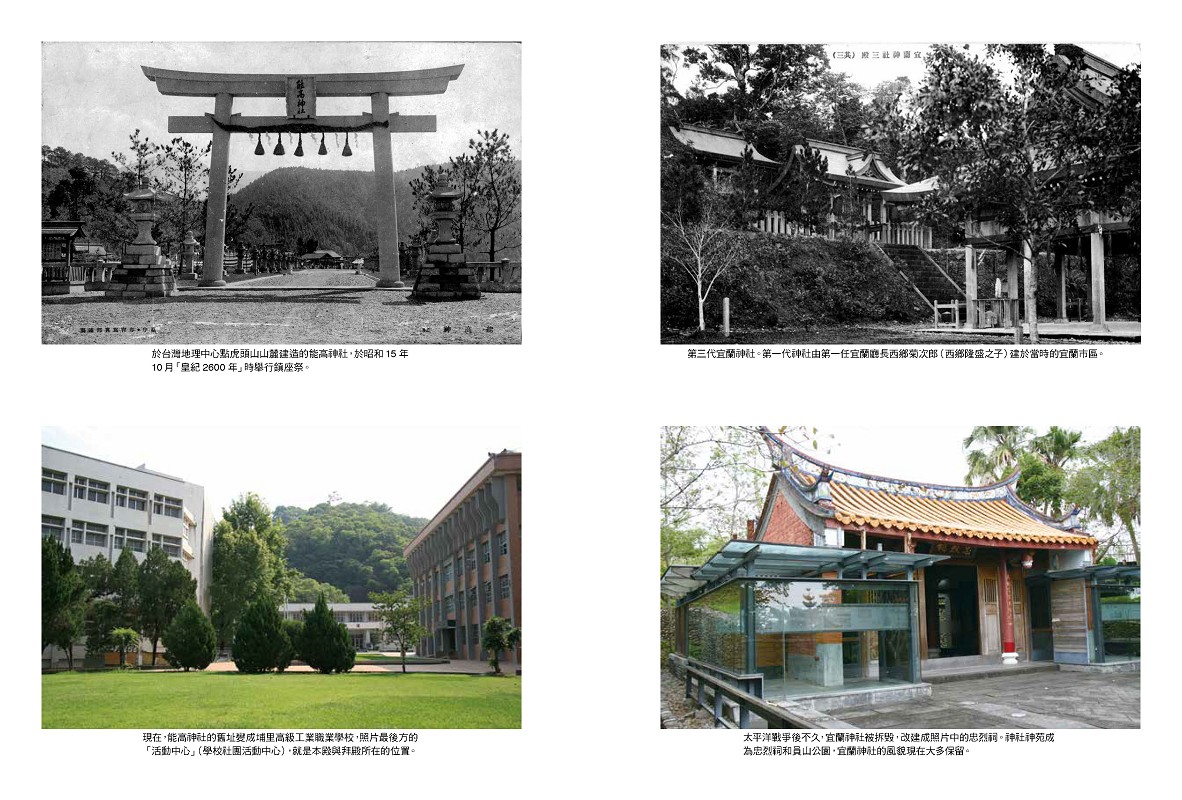 能高神社
於台灣地理中心點虎頭山山麓建造的能高神社，於昭和 15 年
10 月「皇紀 2600 年」時舉行鎮座祭。
宜蘭神社三殿（其三）
第三代宜蘭神社。第一代神社由第一任宜蘭廳長西鄉菊次郎（西鄉隆盛之子）建於當時的宜蘭市區。
現在，能高神社的舊址變成埔里高級工業職業學校，照片最後方的
「活動中心」（學校社團活動中心），就是本殿與拜殿所在的位置。
太平洋戰爭後不久，宜蘭神社被拆毀，改建成照片中的忠烈祠。神社神苑成
為忠烈祠和員山公園，宜蘭神社的風貌現在大多保留。